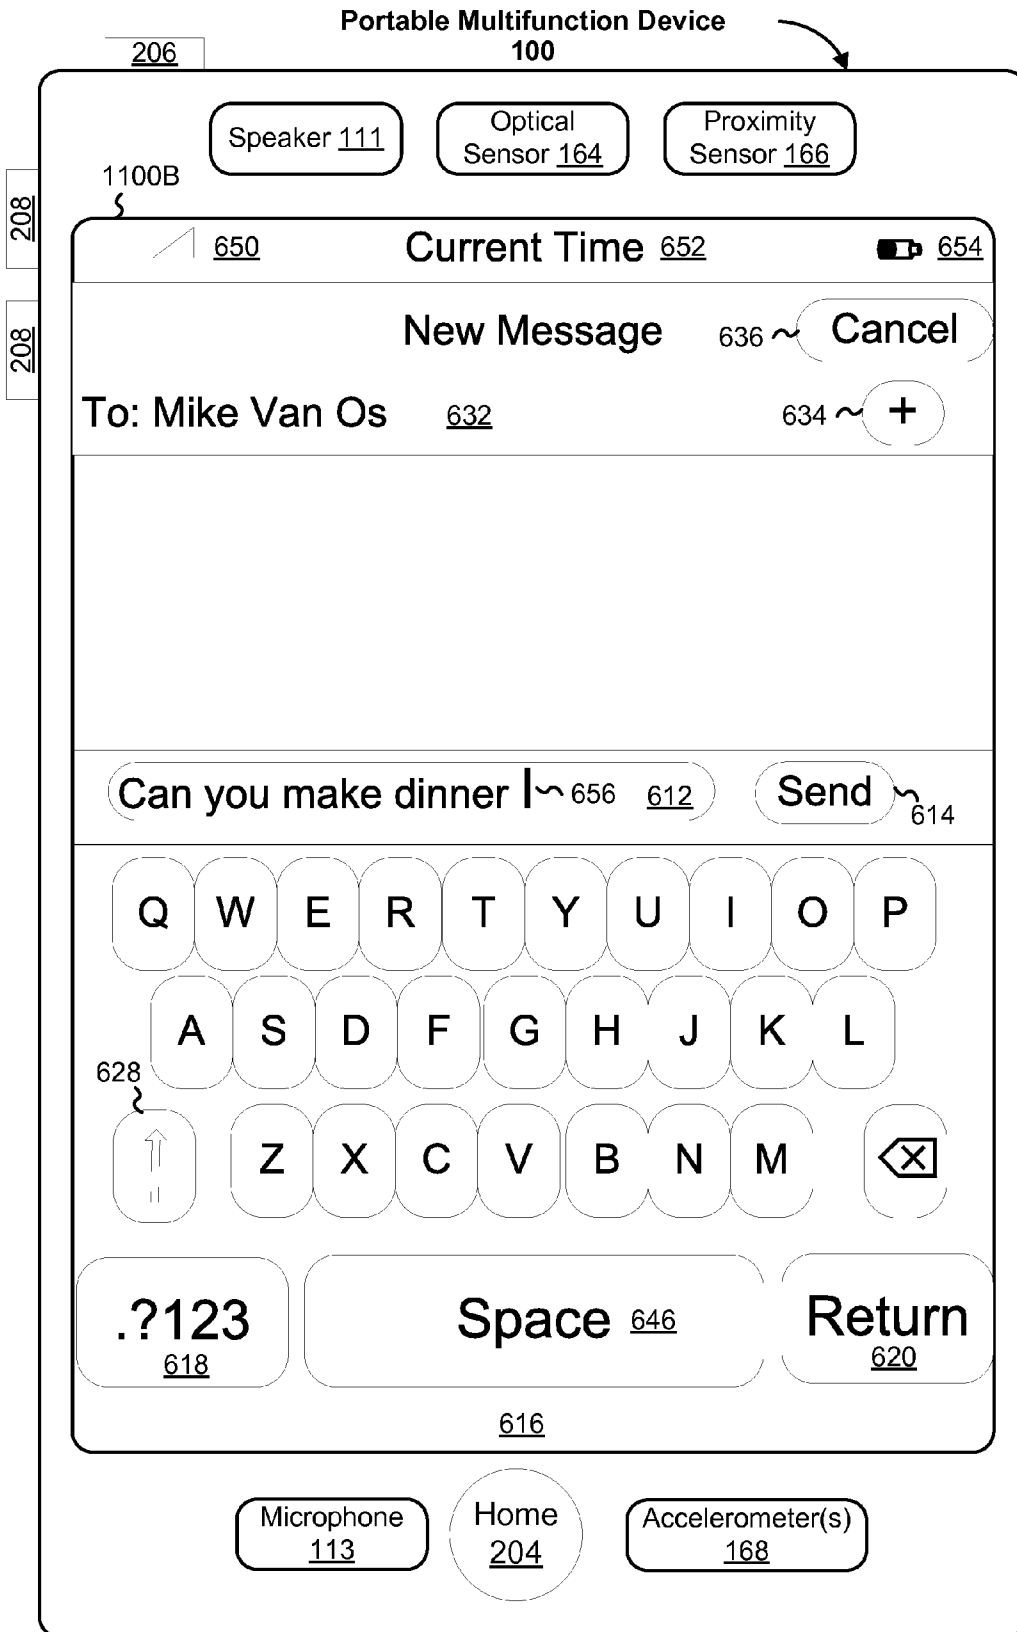 Portable Multifunction Device
100
206
Speaker 111
Optical
Sensor 164
Proximity
Sensor 166
1100B
208
208
650
Current Time 652
654
New Message
636
Cancel
To: Mike Van Os
632
634
+
Can you make dinner
656
612
Send
614
Q W E R T Y U I O P
A S D F G H J K L
628
Z X C V B N M
.?123
618
Space 646
Return
620
616
Microphone
113
Home
204
Accelerometer(s)
168